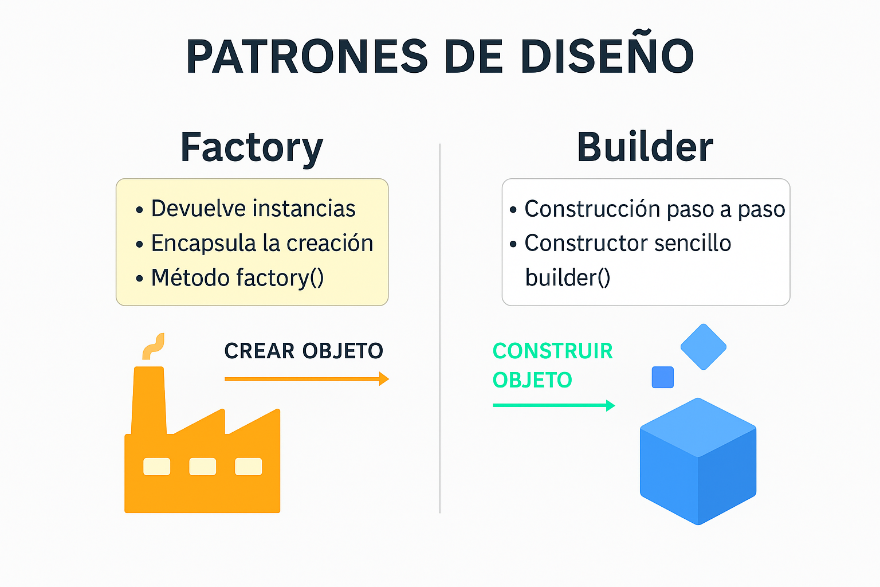 PATRONES DE DISEÑO
Factory
• Devuelve instancias
• Encapsula la creación
• Método factory()
CREAR OBJETO
Builder
• Construcción paso a paso
• Constructor sencillo
builder()
CONSTRUIR
OBJETO